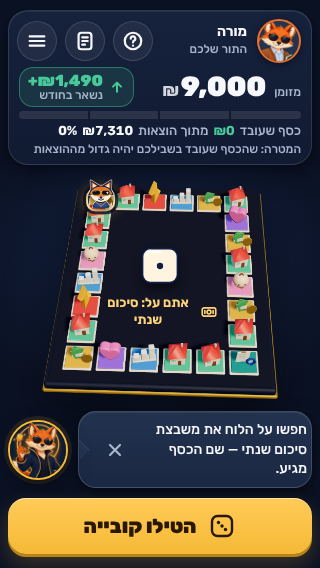 מורה
התור שלכם
מזומן 9,000 ₪
+₪1,490
נשאר בחודש
כסף שעובד ₪0 מתוך הוצאות ₪7,310 0%
המטרה: שהכסף שעובד בשבילכם יהיה גדול מההוצאות
אתם על: סיכום
שנתי
חפשו על הלוח את משבצת
סיכום שנתי – שם הכסף
מגיע.
הטילו קובייה